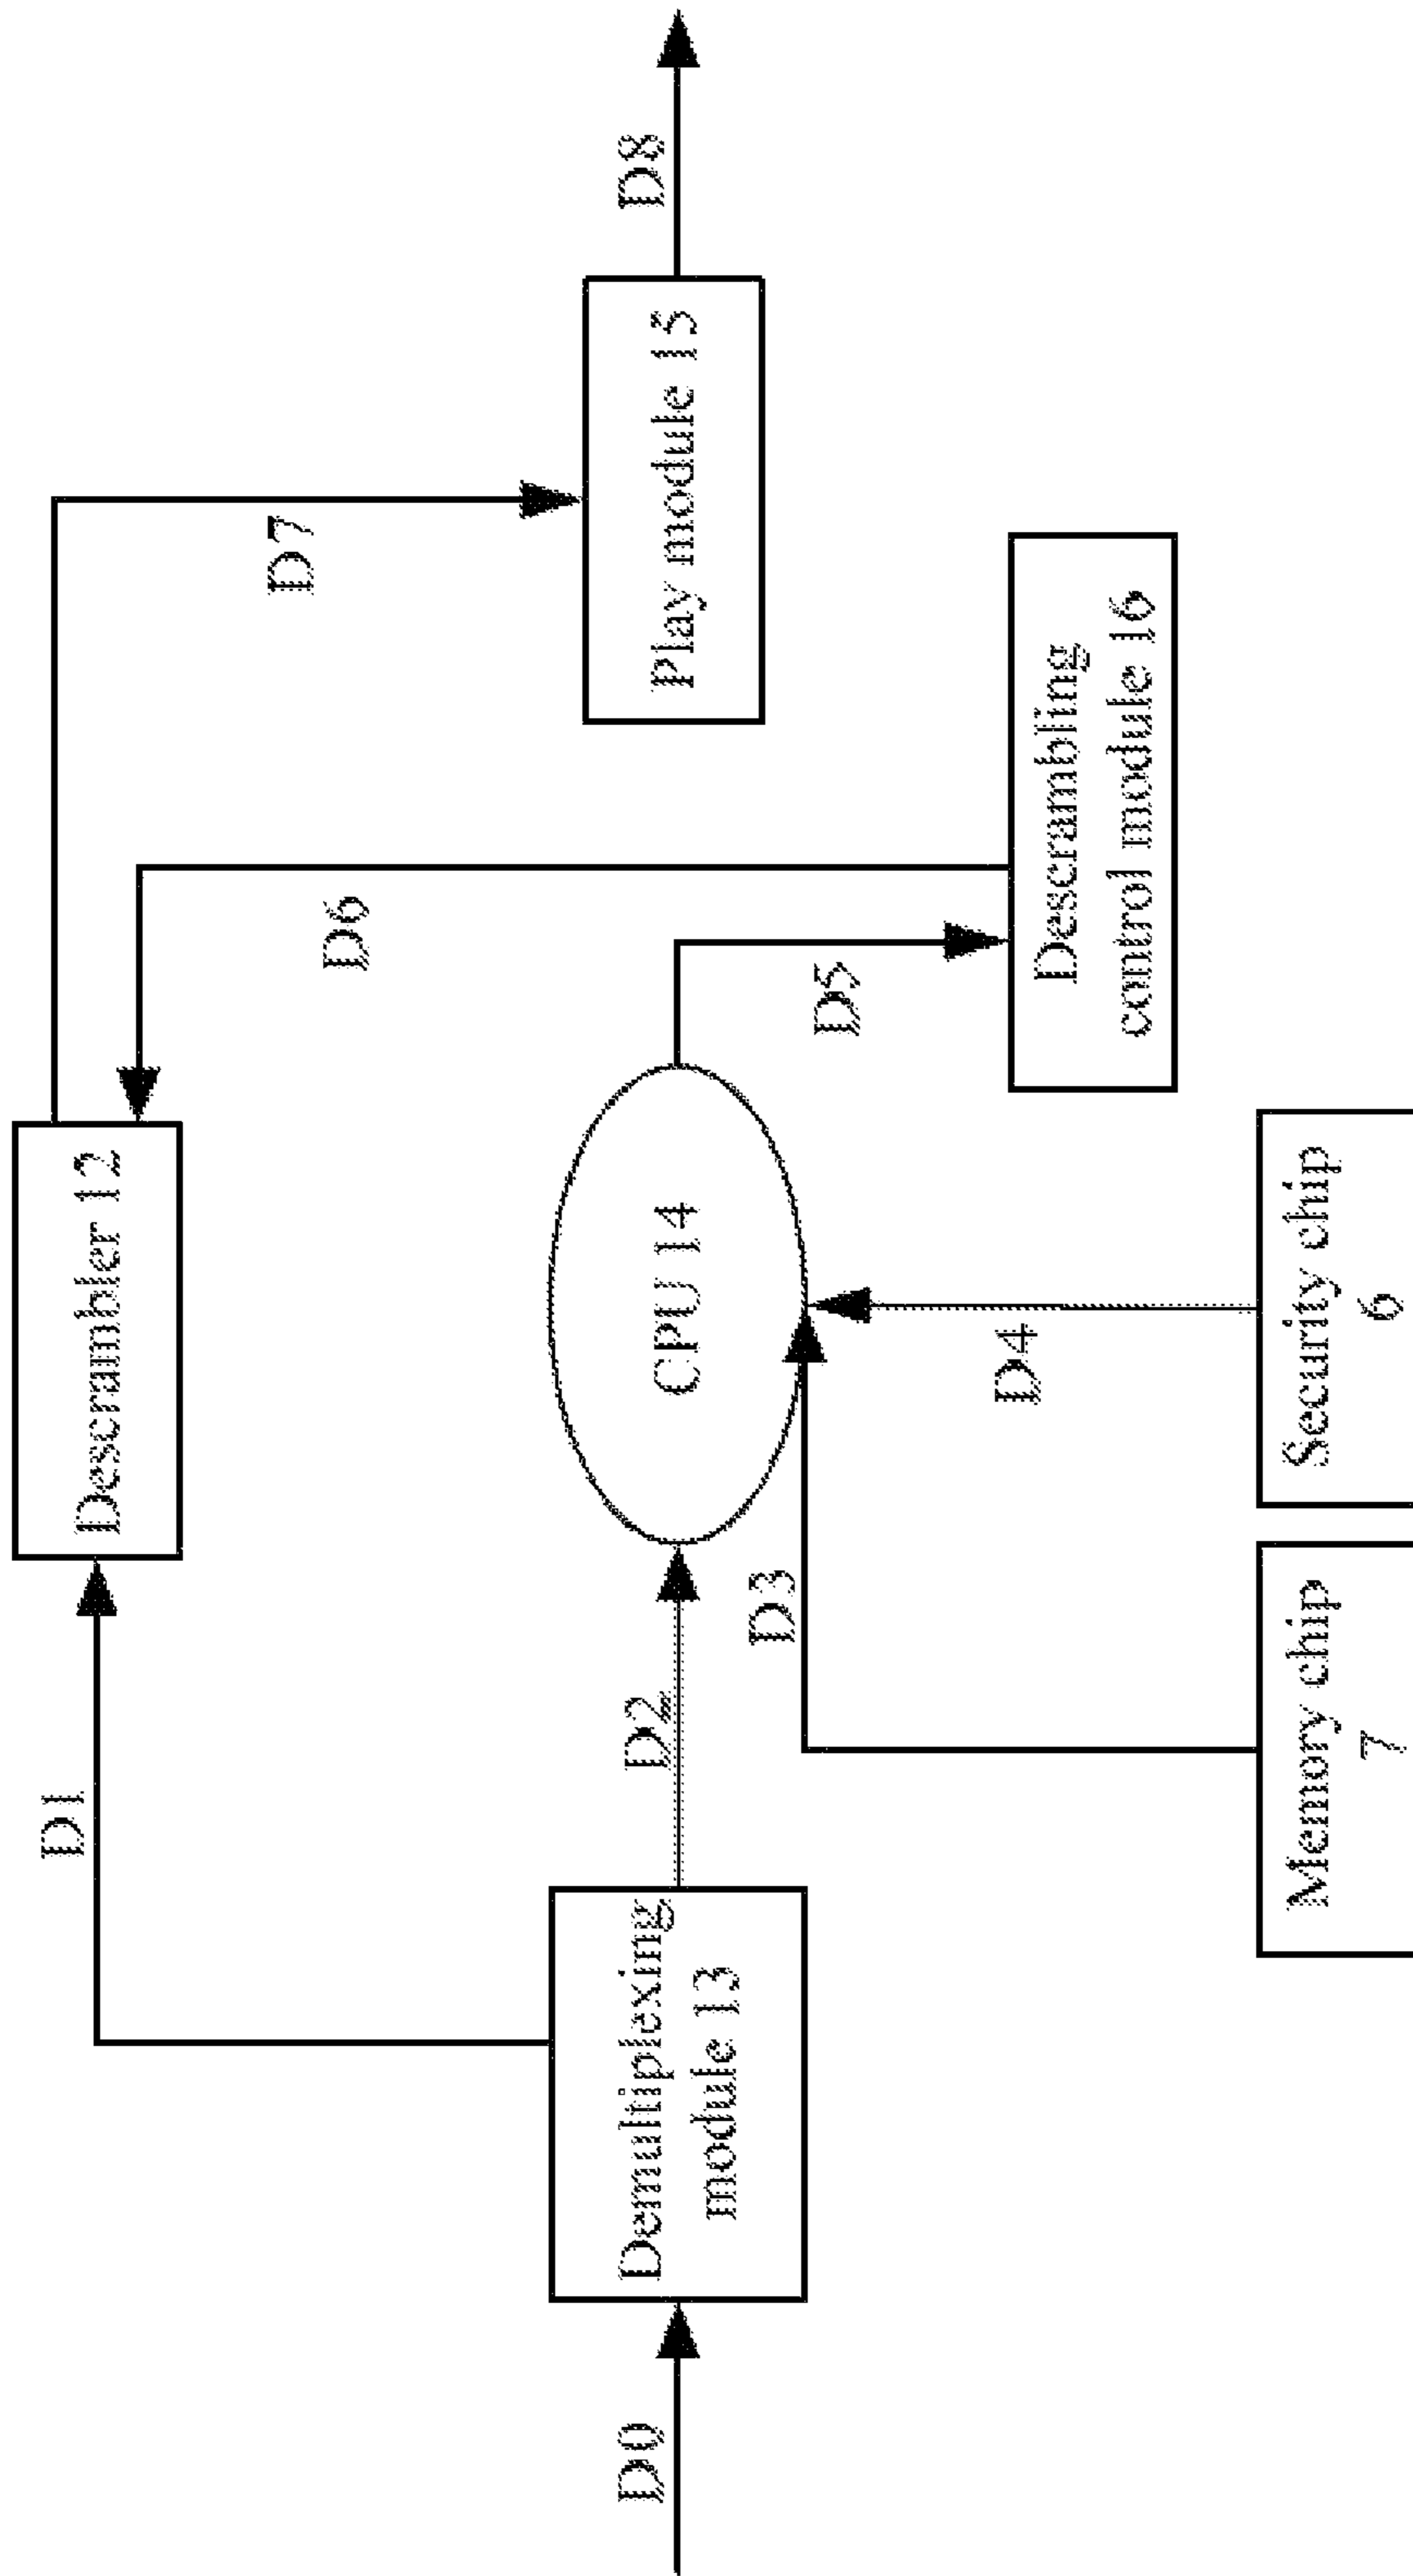 D1
Descrambler 12
D7
D6
D0
Demultiplexing
module 13
D2
CPU 14
Play module 15
D8
D3
D5
D4
Descrambling
control module 16
Memory chip
7
Security chip
6